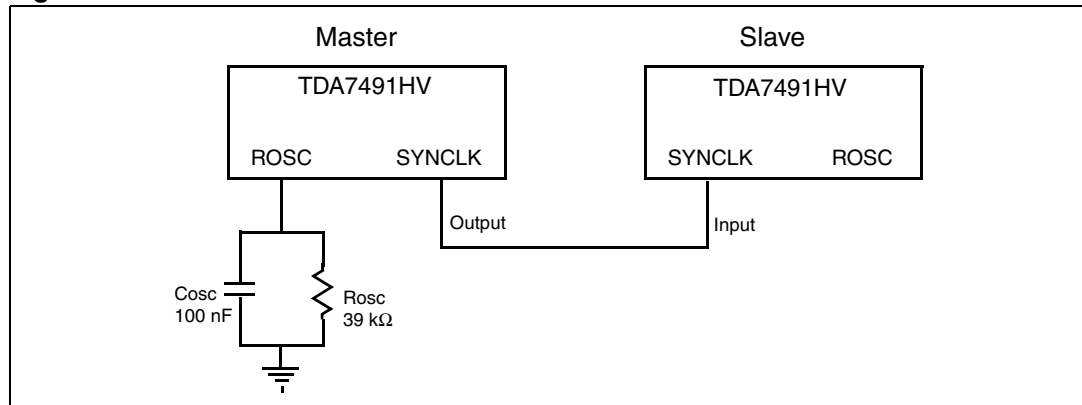 Master
Slave
TDA7491HV
TDA7491HV
ROSC
SYNCLK
SYNCLK
ROSC
Output
Input
Cosc
100 nF
Rosc
39 kΩ